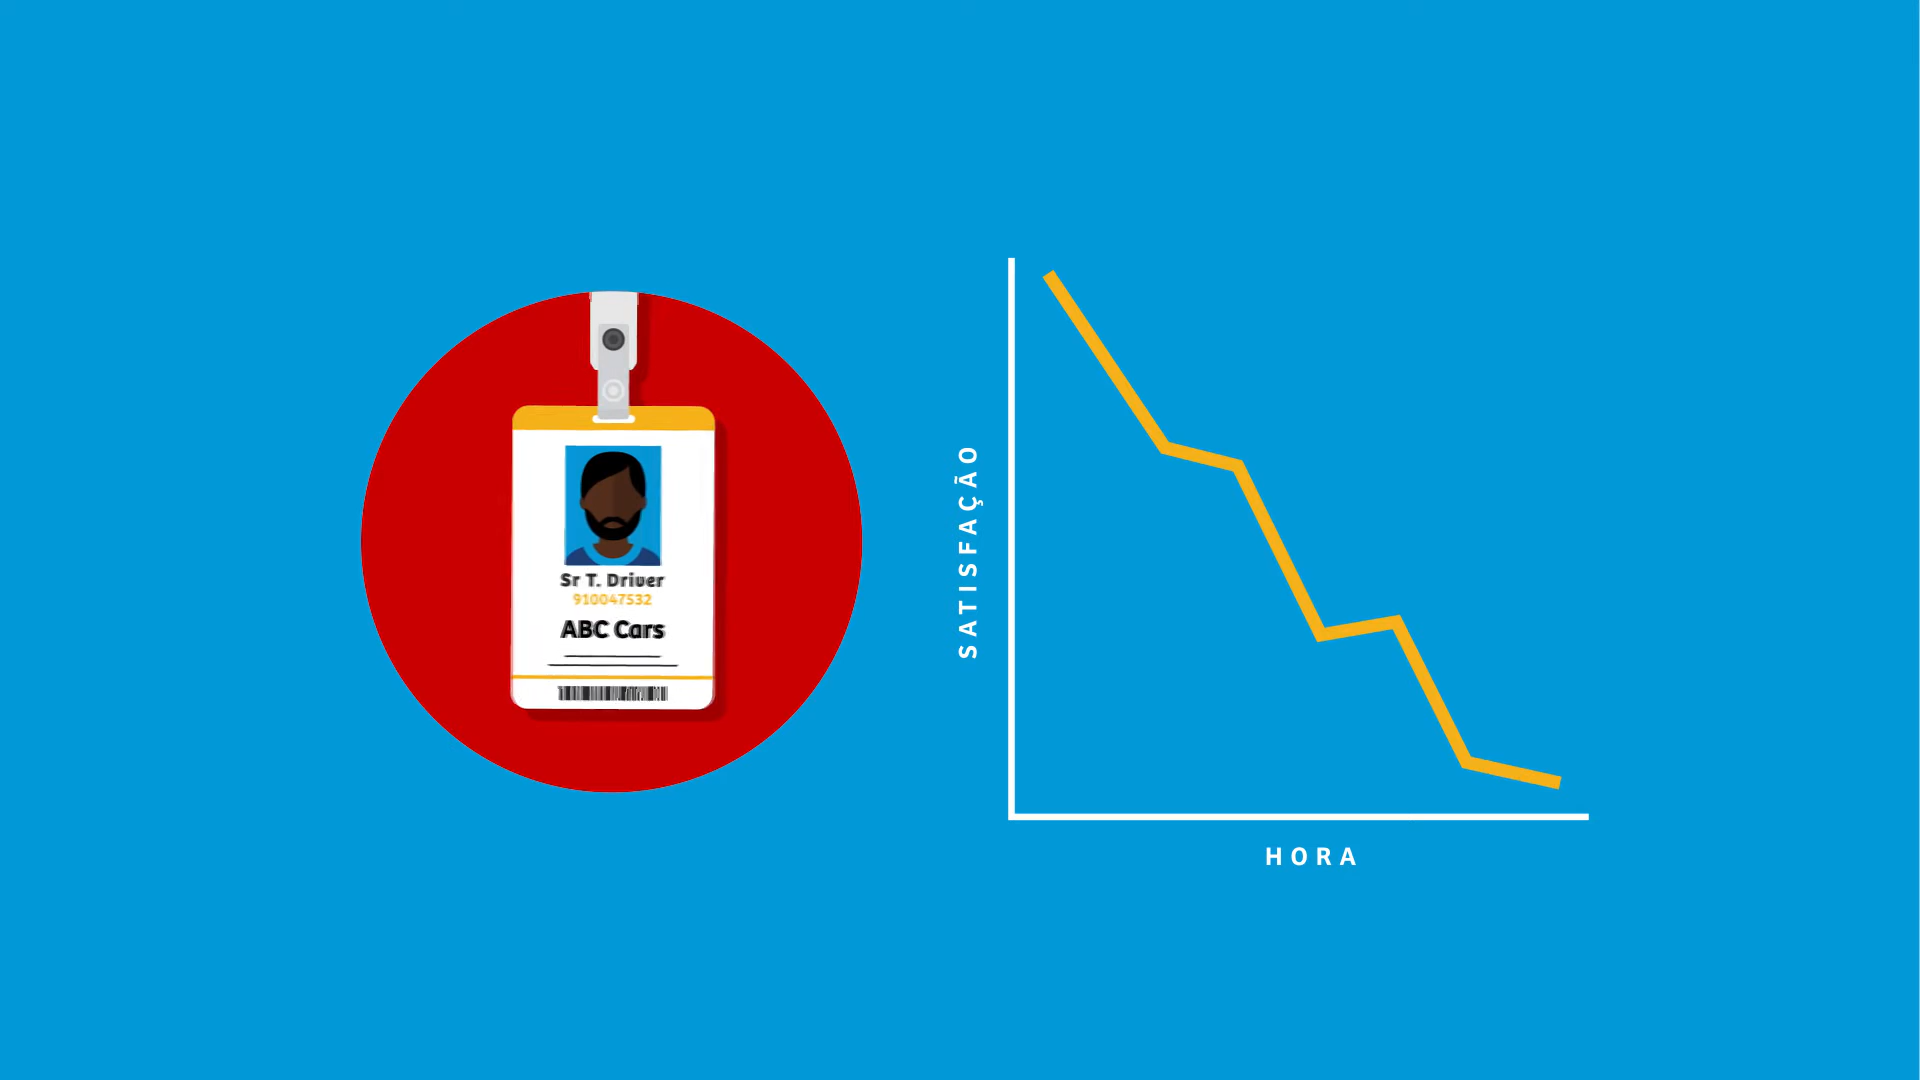 Sr T. Driver
910047532
ABC Cars
SATISFAÇÃO
HORA